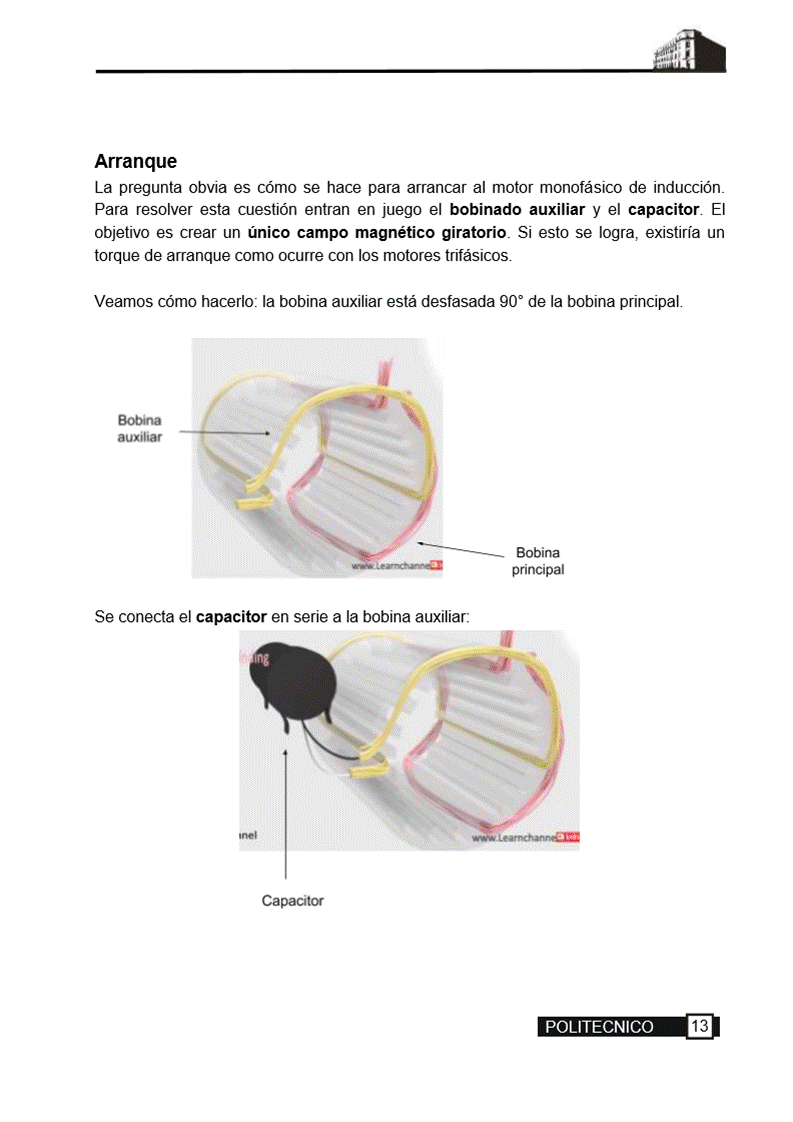 Arranque
La pregunta obvia es cómo se hace para arrancar al motor monofásico de inducción.
Para resolver esta cuestión entran en juego el bobinado auxiliar y el capacitor. El
objetivo es crear un único campo magnético giratorio. Si esto se logra, existiría un
torque de arranque como ocurre con los motores trifásicos.
Veamos cómo hacerlo: la bobina auxiliar está desfasada 90° de la bobina principal.
Bobina
auxiliar
www.Learnchanne
Bobina
principal
Se conecta el capacitor en serie a la bobina auxiliar:
nel
www.Learnchanne
Capacitor
POLITECNICO 13